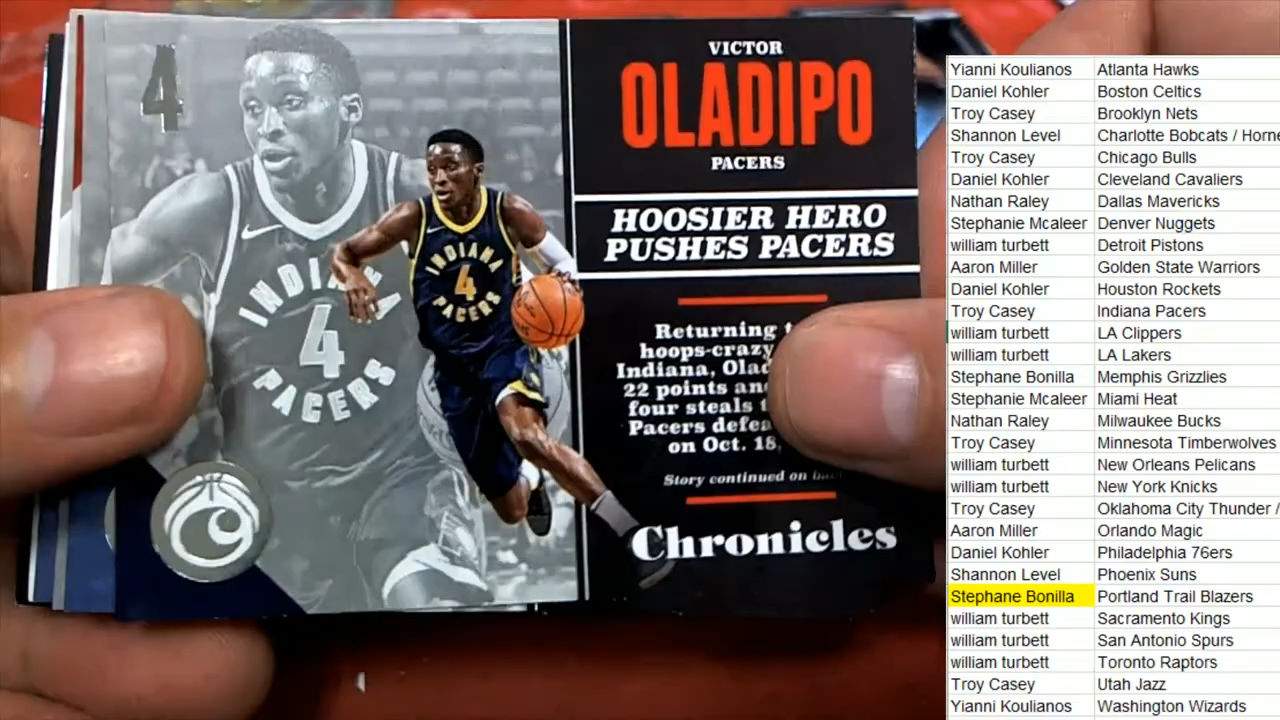 4
VICTOR
OLADIPO
PACERS
HOOSIER HERO
PUSHES PACERS
Returning
hoops-crazy
Indiana,
22 points
four steals
Pacers
on Oct. 18,
Story continued on
Chronicles
INDIANA
4
PACERS
INDIANA
4
PACERS
Yianni Koulianos Atlanta Hawks
Daniel Kohler Boston Celtics
Troy Casey Brooklyn Nets
Shannon Level Charlotte Bobcats /
Troy Casey Chicago Bulls
Daniel Kohler Cleveland Cavaliers
Nathan Raley Dallas Mavericks
Stephanie Mcaleer Denver Nuggets
william turbett Detroit Pistons
Aaron Miller Golden State Warriors
Daniel Kohler Houston Rockets
Troy Casey Indiana Pacers
william turbett LA Clippers
william turbett LA Lakers
Stephane Bonilla Memphis Grizzlies
Stephanie Mcaleer Miami Heat
Nathan Raley Milwaukee Bucks
Troy Casey Minnesota Timberwolves
william turbett New Orleans Pelicans
william turbett New York Knicks
Troy Casey Oklahoma City Thunder /
Aaron Miller Orlando Magic
Daniel Kohler Philadelphia 76ers
Shannon Level Phoenix Suns
Stephane Bonilla Portland Trail Blazers
william turbett Sacramento Kings
william turbett San Antonio Spurs
william turbett Toronto Raptors
Troy Casey Utah Jazz
Yianni Koulianos Washington Wizards